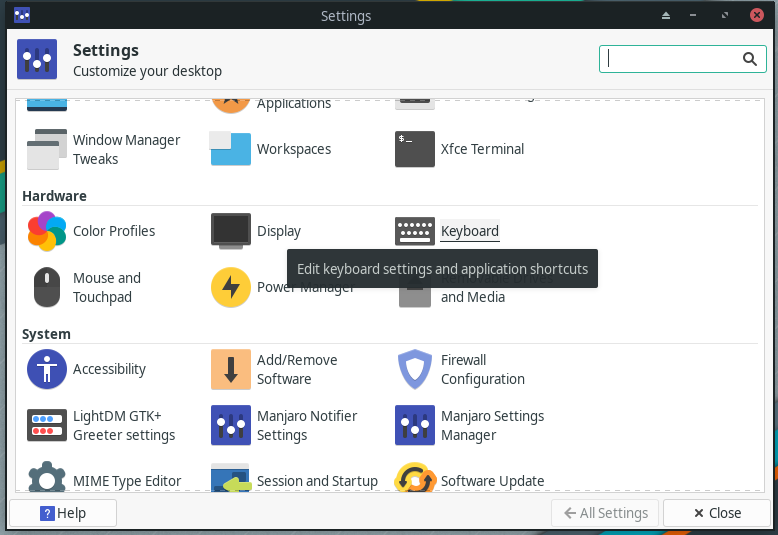 Settings
Settings
Customize your desktop
Applications
Window Manager
Tweaks
Workspaces
$_
Xfce Terminal
Hardware
Color Profiles
Display
Keyboard
Edit keyboard settings and application shortcuts
Mouse and
Touchpad
Power Manager
and Media
System
Accessibility
Add/Remove
Software
Firewall
Configuration
LightDM GTK+
Greeter settings
Manjaro Notifier
Settings
Manjaro Settings
Manager
MIME Type Editor
Session and Startup
Software Update
? Help
All Settings
Close